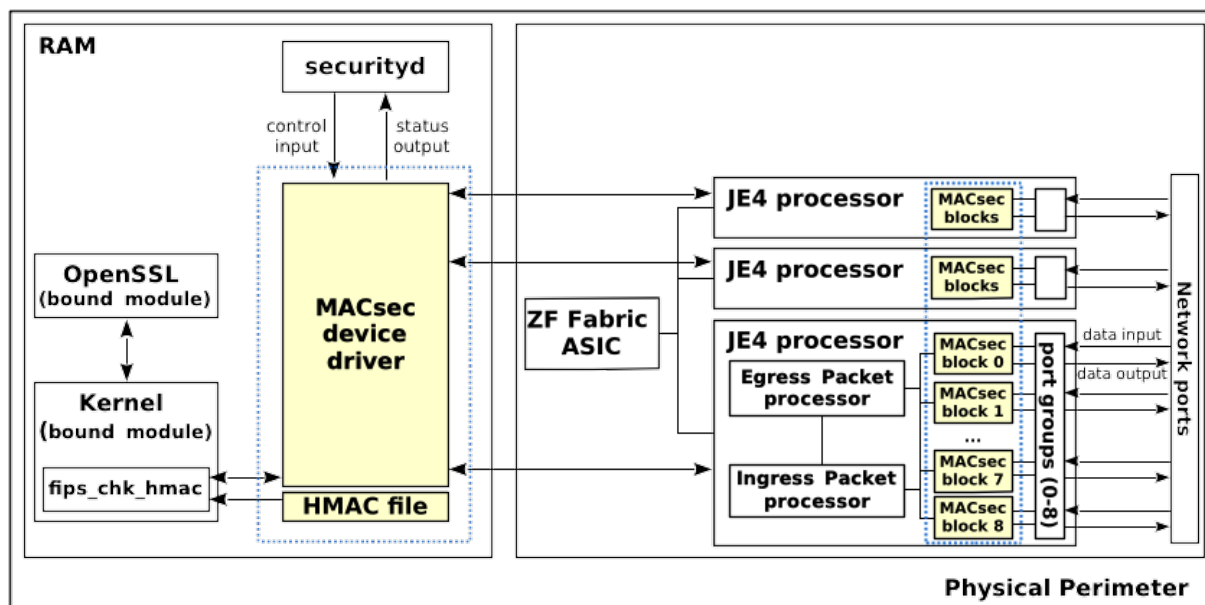 RAM
securityd
control
input
status
output
OpenSSL
(bound module)
Kernel
(bound module)
fips_chk_hmac
MACsec
device
driver
HMAC file
ZF Fabric
ASIC
JE4 processor
MACsec
blocks
JE4 processor
MACsec
blocks
JE4 processor
Egress Packet
processor
Ingress Packet
processor
MACsec
block 0
MACsec
block 1
...
MACsec
block 7
MACsec
block 8
port groups (0-8)
data input
data output
Network ports
Physical Perimeter